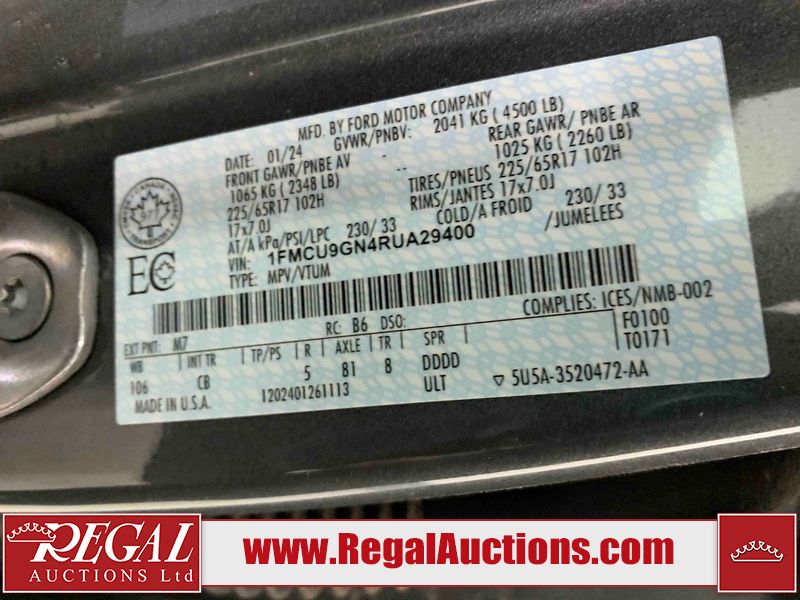 MFD. BY FORD MOTOR COMPANY
DATE: 01/24 GVWR/PNBV: 2041 KG ( 4500 LB)
FRONT GAWR/PNBE AV -- REAR GAWR/ PNBE AR
1065 KG ( 2348 LB) 1025 KG ( 2260 LB)
225/65R17 102H TIRES/PNEUS 225/65R17 102H
17x7.0J RIMS/JANTES 17x7.0J
AT/A kPa/PSI/LPC 230/ 33 COLD/A FROID 230/ 33
VIN: 1FMCU9GN4RUA29400 /JUMELEES
TYPE: MPV/VTUM
CANADA
TRANSPORT
EC
COMPLIES: ICES/NMB-002
EXT PNT: M7 RC: B6 DSO: F0100
WB INT TR TP/PS R AXLE TR SPR T0171
106 CB 5 81 8 DDDD
MADE IN U.S.A. 1202401261113 ULT ▽ 5U5A-3520472-AA
REGAL
AUCTIONS Ltd
www.RegalAuctions.com